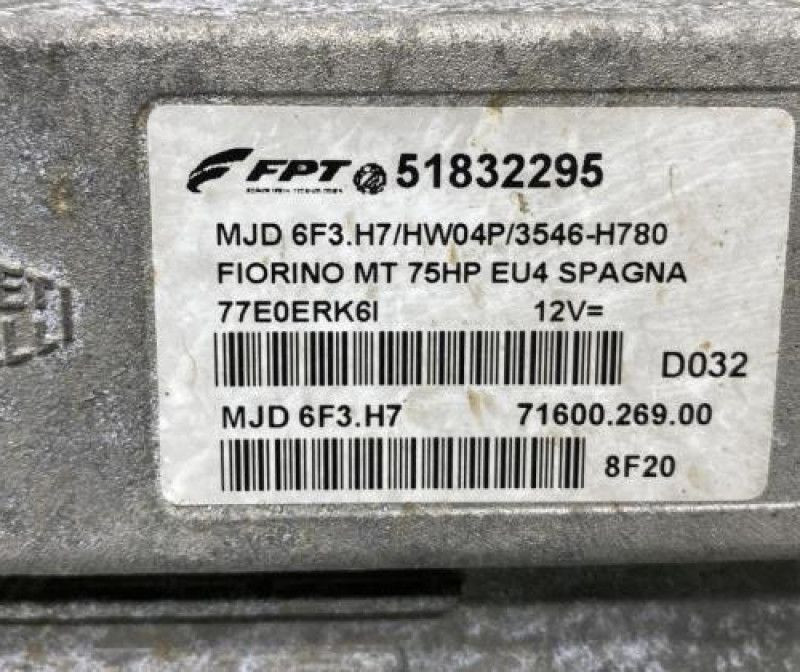 FPT 51832295
MJD 6F3.H7/HW04P/3546-H780
FIORINO MT 75HP EU4 SPAGNA
77E0ERK6I 12V=
D032
MJD 6F3.H7 71600.269.00
8F20